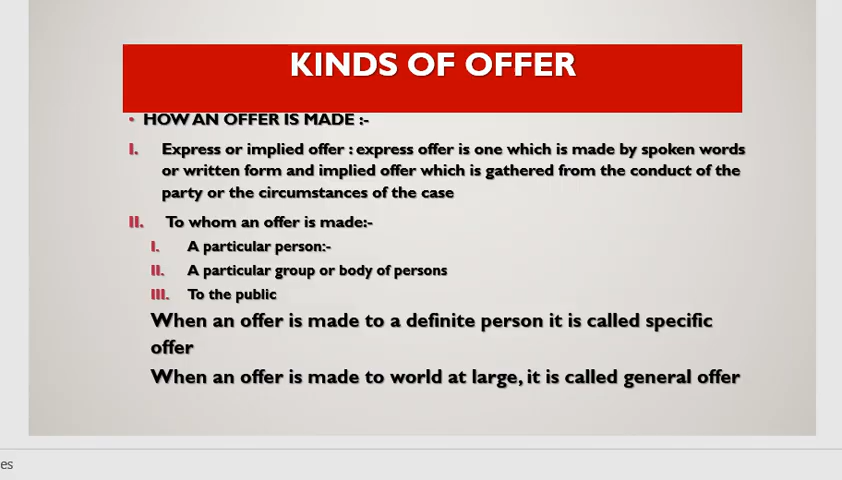 KINDS OF OFFER
• HOW AN OFFER IS MADE :-
I. Express or implied offer : express offer is one which is made by spoken words
or written form and implied offer which is gathered from the conduct of the
party or the circumstances of the case
II. To whom an offer is made:-
I. A particular person:-
II. A particular group or body of persons
III. To the public
When an offer is made to a definite person it is called specific
offer
When an offer is made to world at large, it is called general offer
es